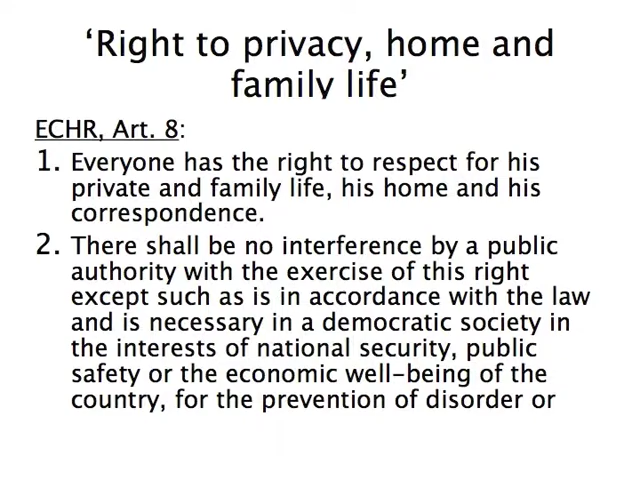 ‘Right to privacy, home and
family life’
ECHR, Art. 8:
1. Everyone has the right to respect for his
private and family life, his home and his
correspondence.
2. There shall be no interference by a public
authority with the exercise of this right
except such as is in accordance with the law
and is necessary in a democratic society in
the interests of national security, public
safety or the economic well-being of the
country, for the prevention of disorder or